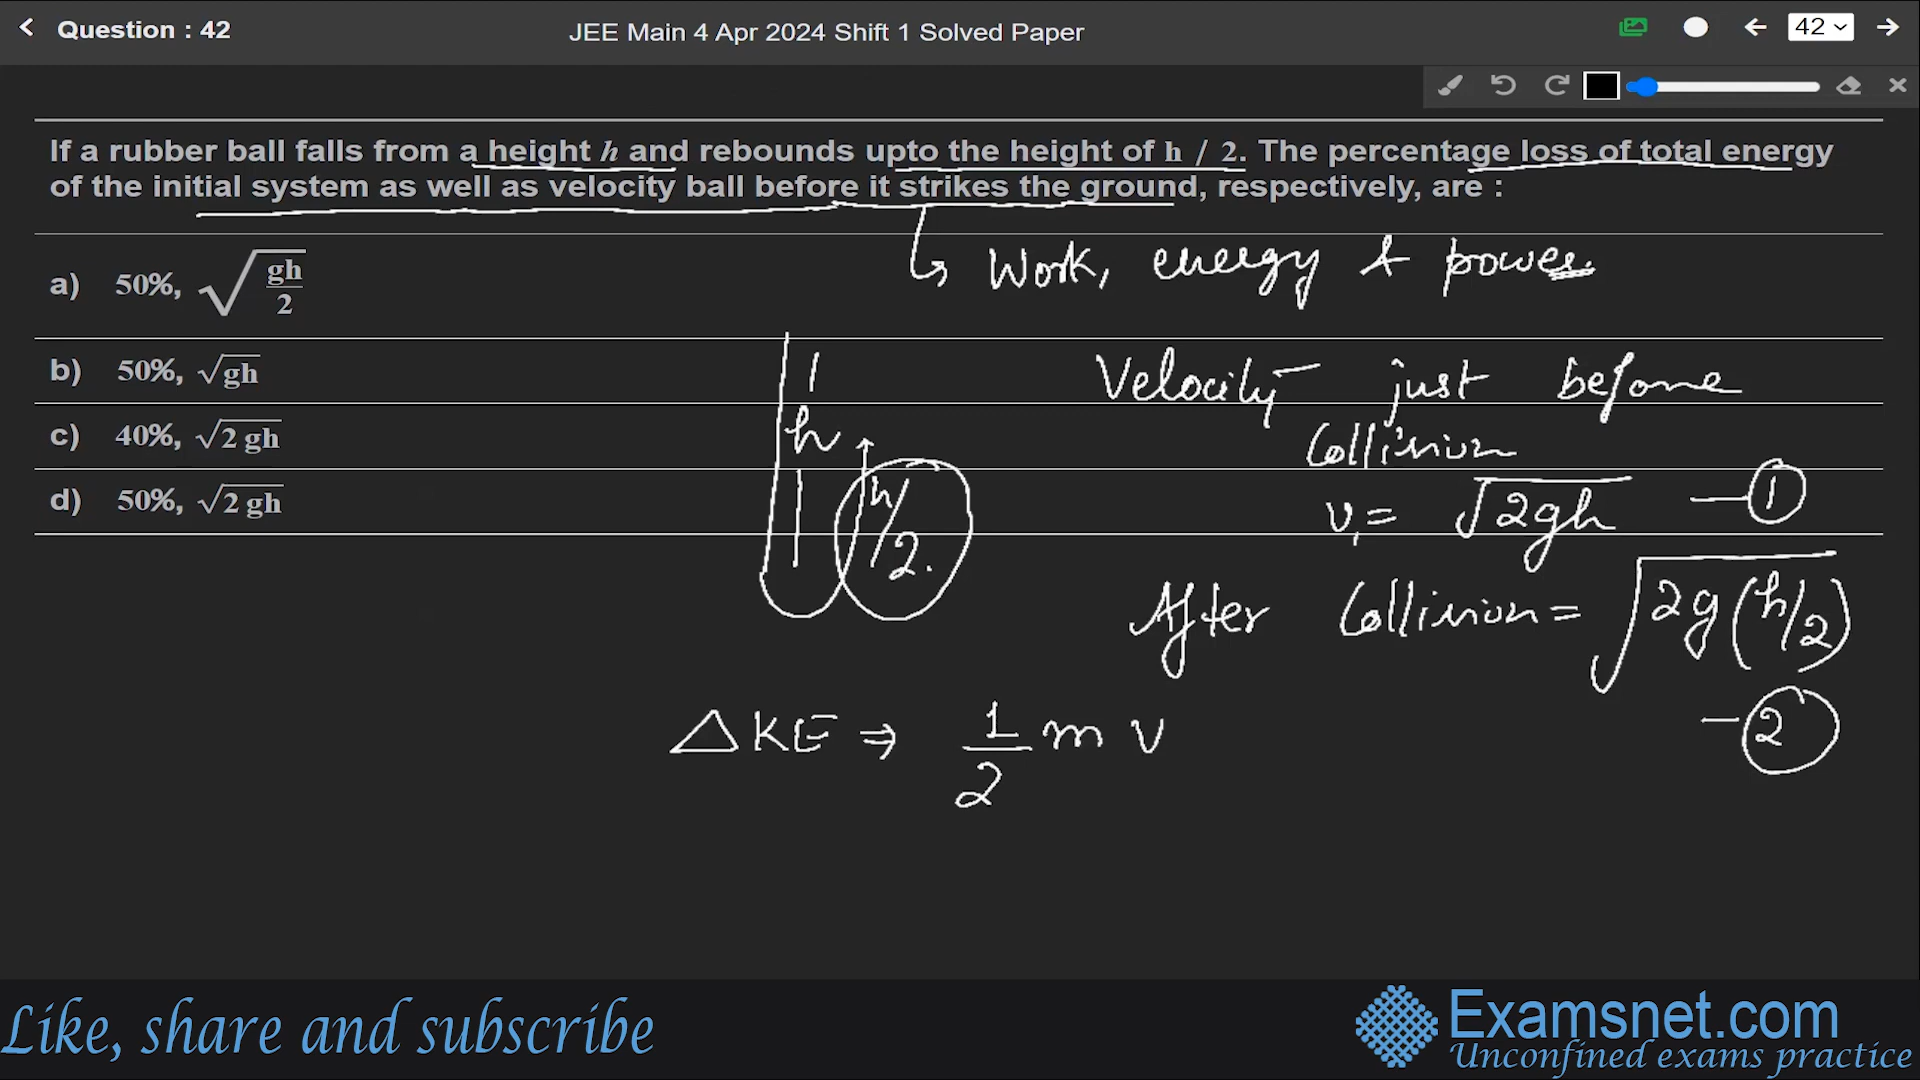 Question : 42
JEE Main 4 Apr 2024 Shift 1 Solved Paper
42
If a rubber ball falls from a height h and rebounds upto the height of h / 2. The percentage loss of total energy
of the initial system as well as velocity ball before it strikes the ground, respectively, are :
Work, energy & power
a) 50%, √(gh/2)
b) 50%, √gh
c) 40%, √2 gh
d) 50%, √2 gh
h
h/2.
Velocity just before
Collision
v₁ = √2gh —①
After Collision = √2g(h/2)
—②
△KE ⇒ 1/2 m v
Like, share and subscribe
Examsnet.com
Unconfined exams practice